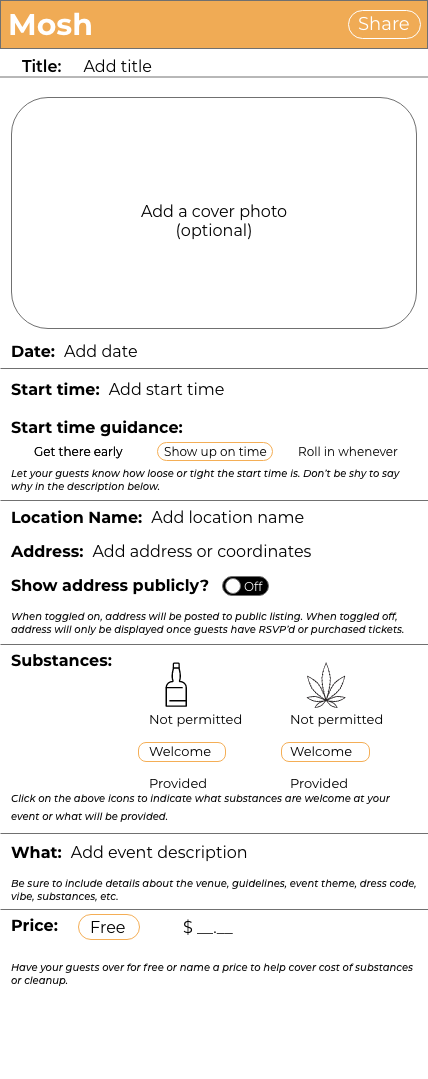 Mosh Share
Title: Add title
Add a cover photo
(optional)
Date: Add date
Start time: Add start time
Start time guidance:
Get there early Show up on time Roll in whenever
Let your guests know how loose or tight the start time is. Don't be shy to say
why in the description below.
Location Name: Add location name
Address: Add address or coordinates
Show address publicly? Off
When toggled on, address will be posted to public listing. When toggled off,
address will only be displayed once guests have RSVP'd or purchased tickets.
Substances:
Not permitted Not permitted
Welcome Welcome
Provided Provided
Click on the above icons to indicate what substances are welcome at your
event or what will be provided.
What: Add event description
Be sure to include details about the venue, guidelines, event theme, dress code,
vibe, substances, etc.
Price: Free $ __.__
Have your guests over for free or name a price to help cover cost of substances
or cleanup.